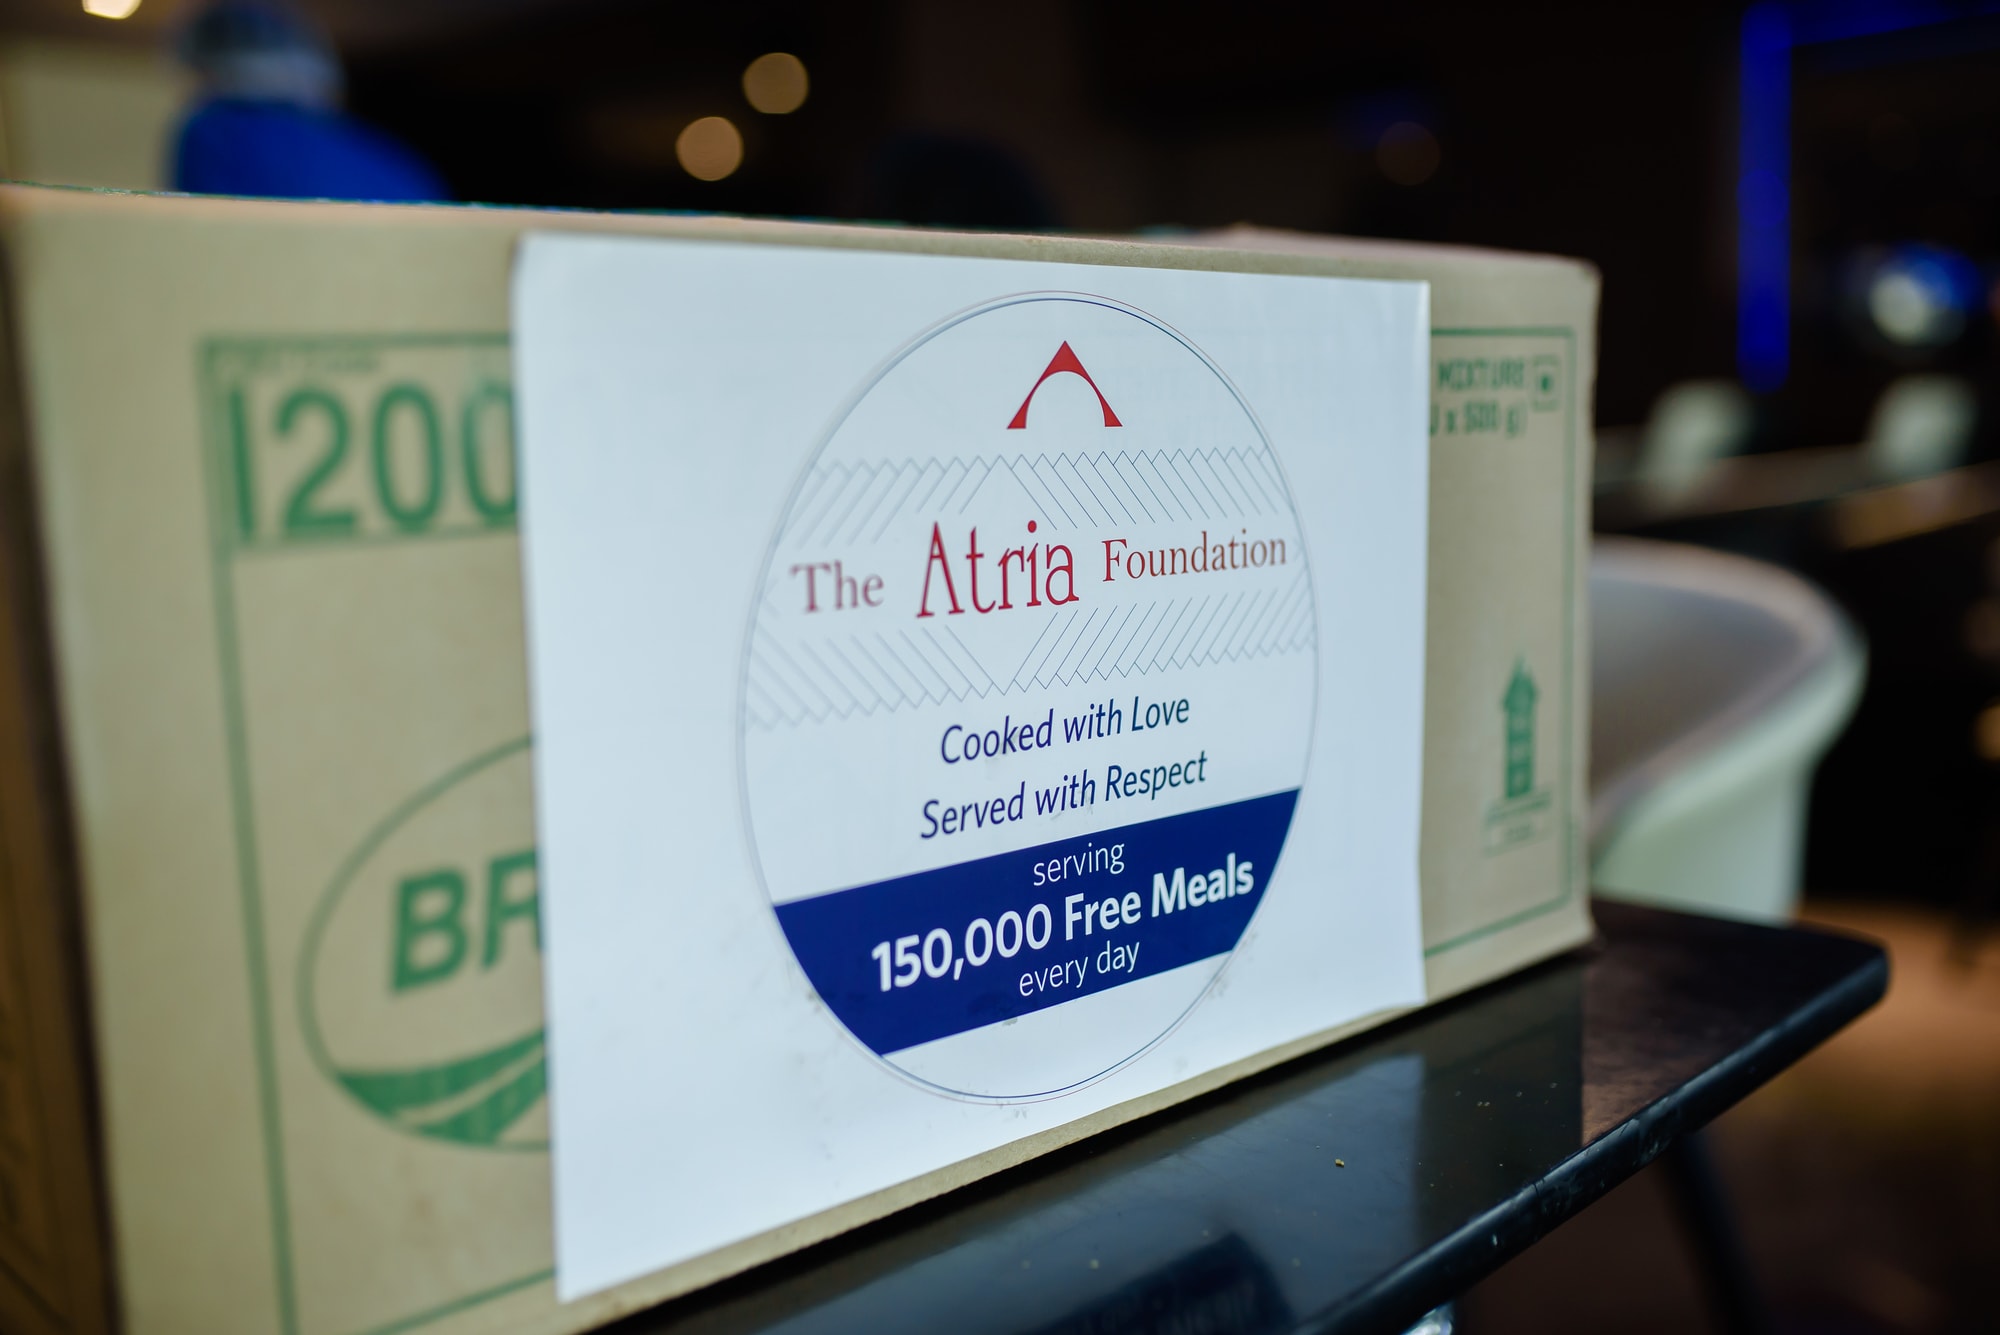 1200
BR
MIXTURE
x 500 g)
The Atria Foundation
Cooked with Love
Served with Respect
serving
150,000 Free Meals
every day